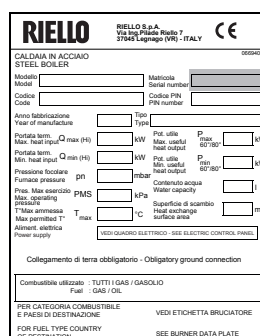 RIELLO
RIELLO S.p.A.
Via Ing.Pilade Riello 7
37045 Legnago (VR) - ITALY
CE
CALDAIA IN ACCIAIO
STEEL BOILER
Modello
Model
Matricola
Serial number
Codice
Code
Codice PIN
PIN number
Anno fabbricazione
Year of manufacture
Tipo
Type
Portata term.
Max. heat input Q max (Hi) kW
Pot. utile
Max. useful
heat output
P max
60°/80°
Portata term.
Min. heat input Q min (Hi) kW
Pot. utile
Min. useful
heat output
P min
60°/80°
Pressione focolare
Furnace pressure pn mbar
Contenuto acqua
Water capacity l
Pres. Max esercizio
Max. operating
pressure PMS kPa
Superficie di scambio
Heat exchange
surface area
T°Max ammessa
Max permitted T° T max °C
Aliment. elettrica
Power supply
VEDI QUADRO ELETTRICO - SEE ELECTRIC CONTROL PANEL
Collegamento di terra obbligatorio - Obligatory ground connection
Combustibile utilizzato : TUTTI I GAS / GASOLIO
Fuel : GAS / OIL
PER CATEGORIA COMBUSTIBILE
E PAESI DI DESTINAZIONE
VEDI ETICHETTA BRUCIATORE
FOR FUEL TYPE COUNTRY
OF DESTINATION
SEE BURNER DATA PLATE